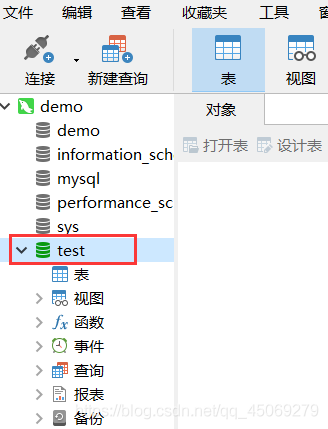 文件 编辑 查看 收藏夹 工具 窗
连接 新建查询 表 视图
demo 对象
demo
information_sch 打开表 设计表
mysql
performance_sc
sys
test
表
视图
fx 函数
事件
查询
报表
备份
https://blog.csdn.net/qq_45069279